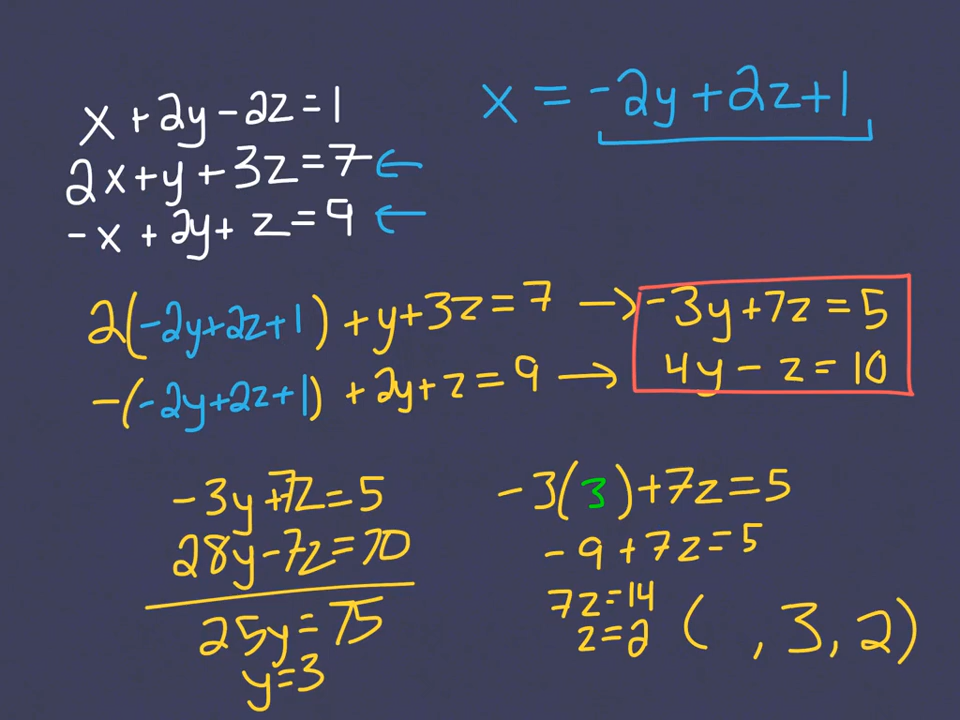 x + 2y - 2z = 1
2x + y + 3z = 7 ←
-x + 2y + z = 9 ←
x = -2y + 2z + 1
2(-2y+2z+1) + y + 3z = 7 → -3y + 7z = 5
-(-2y+2z+1) + 2y + z = 9 → 4y - z = 10
-3y + 7z = 5
28y - 7z = 70
25y = 75
y = 3
-3(3) + 7z = 5
-9 + 7z = 5
7z = 14
z = 2
( , 3, 2)